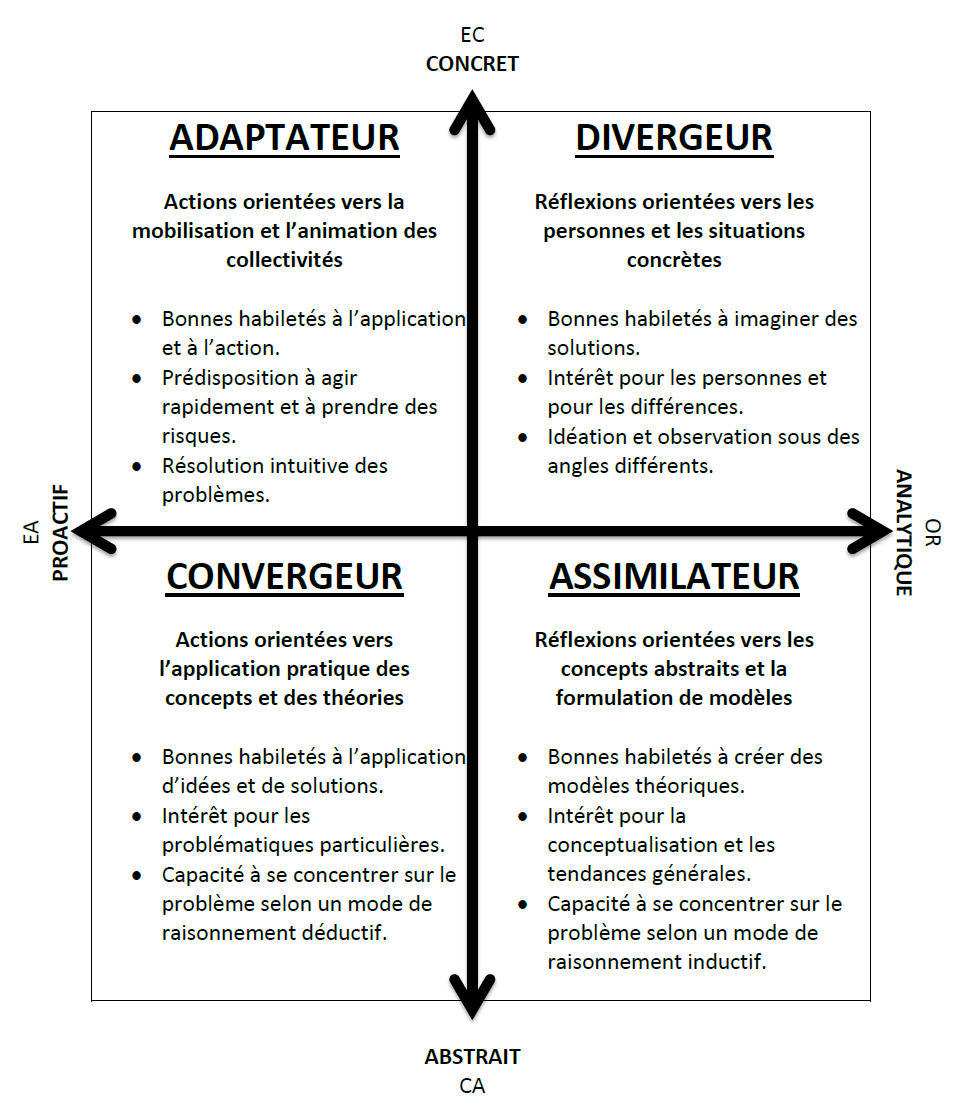 EC
CONCRET
ADAPTATEUR
Actions orientées vers la
mobilisation et l’animation des
collectivités
• Bonnes habiletés à l’application
et à l’action.
• Prédisposition à agir
rapidement et à prendre des
risques.
• Résolution intuitive des
problèmes.
DIVERGEUR
Réflexions orientées vers les
personnes et les situations
concrètes
• Bonnes habiletés à imaginer des
solutions.
• Intérêt pour les personnes et
pour les différences.
• Idéation et observation sous des
angles différents.
EA
PROACTIF
ANALYTIQUE
OR
CONVERGEUR
Actions orientées vers
l’application pratique des
concepts et des théories
• Bonnes habiletés à l’application
d’idées et de solutions.
• Intérêt pour les
problématiques particulières.
• Capacité à se concentrer sur le
problème selon un mode de
raisonnement déductif.
ASSIMILATEUR
Réflexions orientées vers les
concepts abstraits et la
formulation de modèles
• Bonnes habiletés à créer des
modèles théoriques.
• Intérêt pour la
conceptualisation et les
tendances générales.
• Capacité à se concentrer sur le
problème selon un mode de
raisonnement inductif.
ABSTRAIT
CA